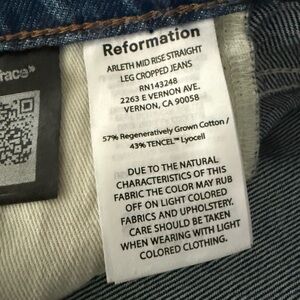 Reformation
ARLETH MID RISE STRAIGHT
LEG CROPPED JEANS
RN143248
2263 E VERNON AVE.
VERNON, CA 90058
57% Regeneratively Grown Cotton /
43% TENCEL™ Lyocell
DUE TO THE NATURAL
CHARACTERISTICS OF THIS
FABRIC THE COLOR MAY RUB
OFF ON LIGHT COLORED
FABRICS AND UPHOLSTERY.
CARE SHOULD BE TAKEN
WHEN WEARING WITH LIGHT
COLORED CLOTHING.